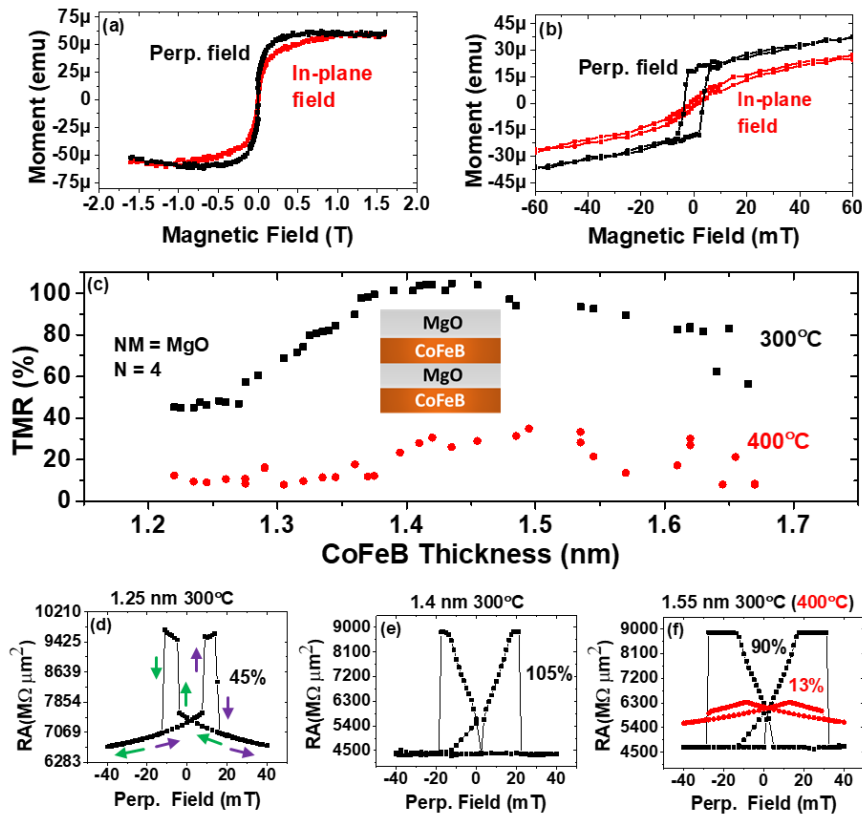 (a)
75µ
50µ
25µ
0
-25µ
-50µ
-75µ
Moment (emu)
Perp. field
In-plane
field
-2.0 -1.5 -1.0 -0.5 0.0 0.5 1.0 1.5 2.0
Magnetic Field (T)
(b)
45µ
30µ
15µ
0
-15µ
-30µ
-45µ
Moment (emu)
Perp. field
In-plane
field
-60 -40 -20 0 20 40 60
Magnetic Field (mT)
(c)
100
80
60
40
20
0
TMR (%)
NM = MgO
N = 4
MgO
CoFeB
MgO
CoFeB
300°C
400°C
1.2 1.3 1.4 1.5 1.6 1.7
CoFeB Thickness (nm)
1.25 nm 300°C
(d)
10210
9425
8639
7854
7069
6283
RA(MΩ µm²)
45%
-40 -20 0 20 40
Perp. Field (mT)
1.4 nm 300°C
(e)
9000
8100
7200
6300
5400
4500
RA(MΩ µm²)
105%
-40 -20 0 20 40
Perp. Field (mT)
1.55 nm 300°C (400°C)
(f)
9000
8100
7200
6300
5400
4500
RA(MΩ µm²)
90%
13%
-40 -20 0 20 40
Perp. Field (mT)